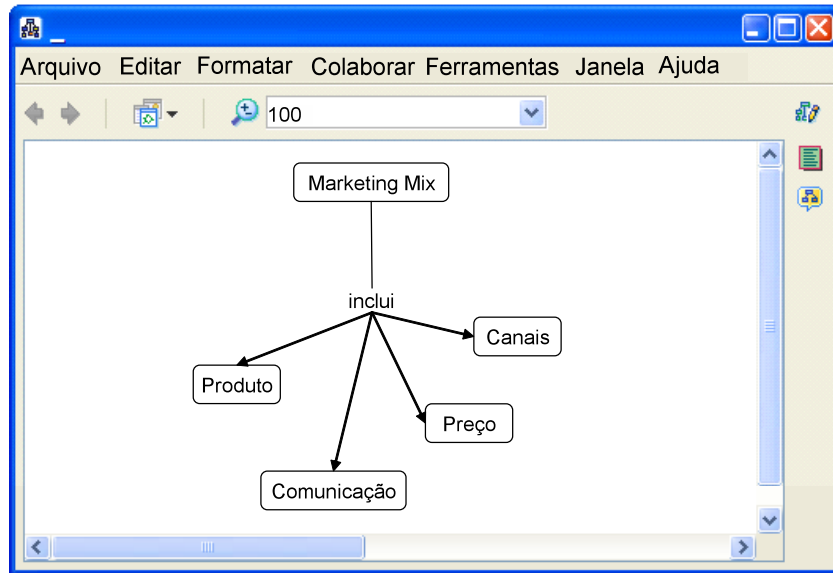 _
Arquivo Editar Formatar Colaborar Ferramentas Janela Ajuda
100
Marketing Mix
inclui
Canais
Produto
Preço
Comunicação